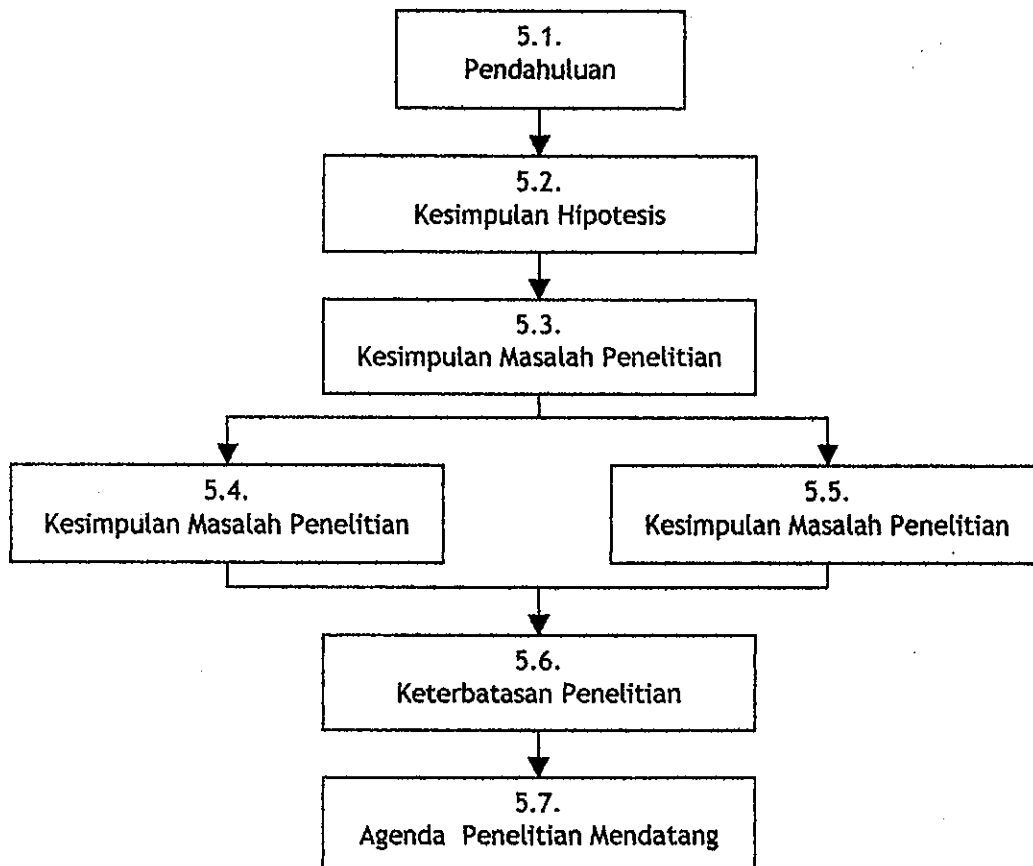 5.1.
Pendahuluan
5.2.
Kesimpulan Hipotesis
5.3.
Kesimpulan Masalah Penelitian
5.4.
Kesimpulan Masalah Penelitian
5.5.
Kesimpulan Masalah Penelitian
5.6.
Keterbatasan Penelitian
5.7.
Agenda Penelitian Mendatang